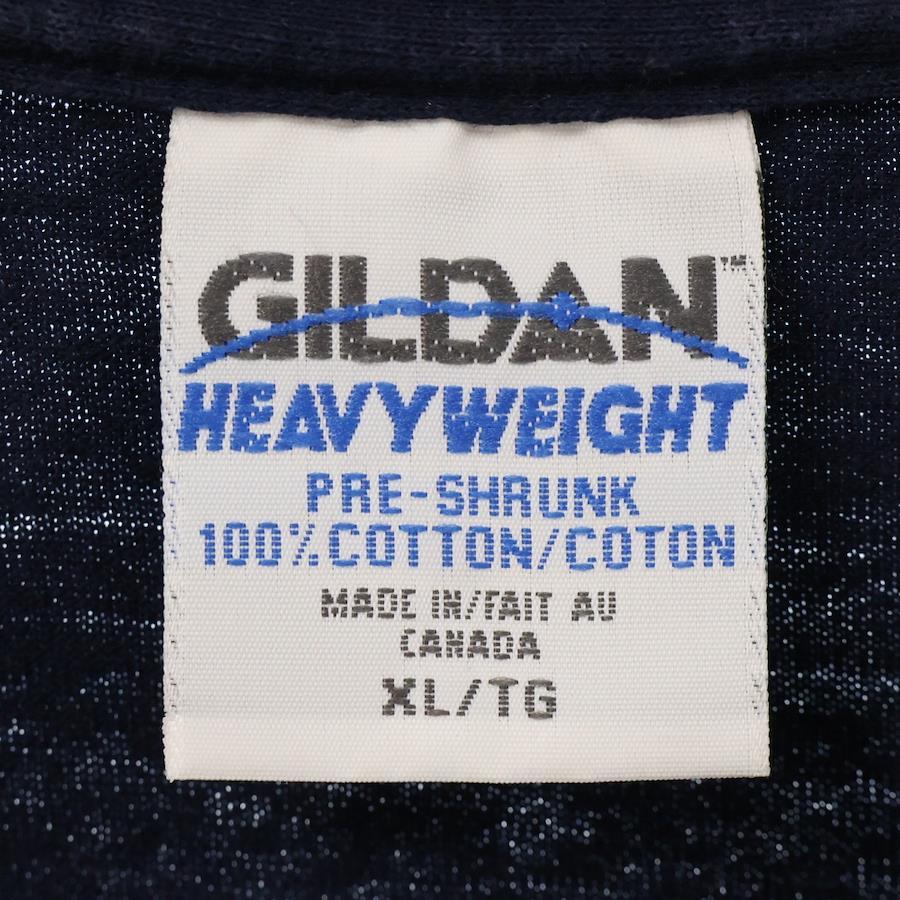 GILDAN™
HEAVYWEIGHT
PRE-SHRUNK
100% COTTON/COTON
MADE IN/FAIT AU
CANADA
XL/TG